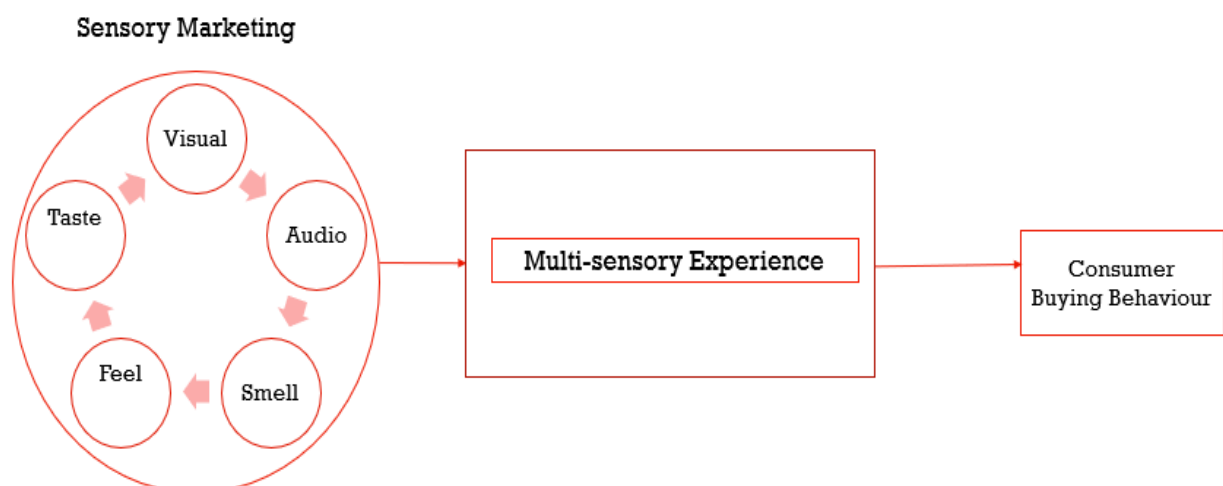 Sensory Marketing
Visual
Taste
Audio
Multi-sensory Experience
Consumer
Buying Behaviour
Feel
Smell